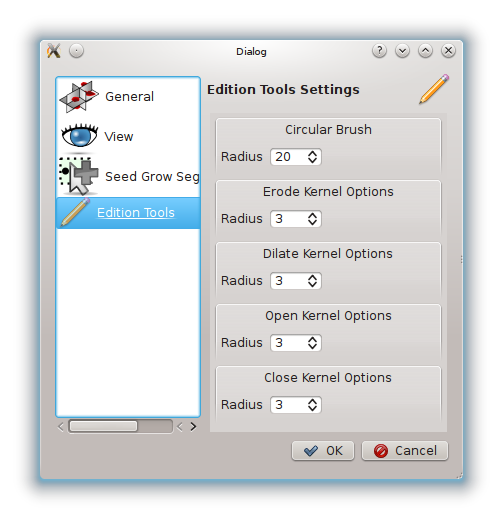 Dialog
General
View
Seed Grow Seg
Edition Tools
Edition Tools Settings
Circular Brush
Radius 20
Erode Kernel Options
Radius 3
Dilate Kernel Options
Radius 3
Open Kernel Options
Radius 3
Close Kernel Options
Radius 3
OK Cancel